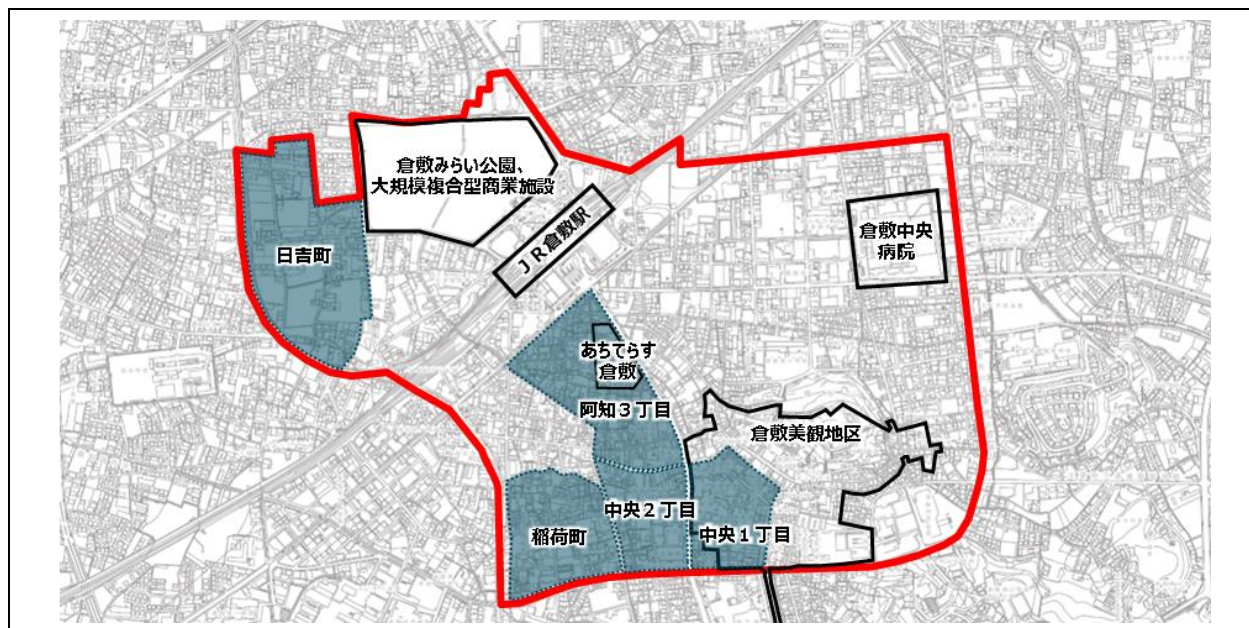 倉敷みらい公園、
大規模複合型商業施設
JR倉敷駅
倉敷中央
病院
日吉町
あちてらす
倉敷
阿知3丁目
倉敷美観地区
中央2丁目
中央1丁目
稲荷町